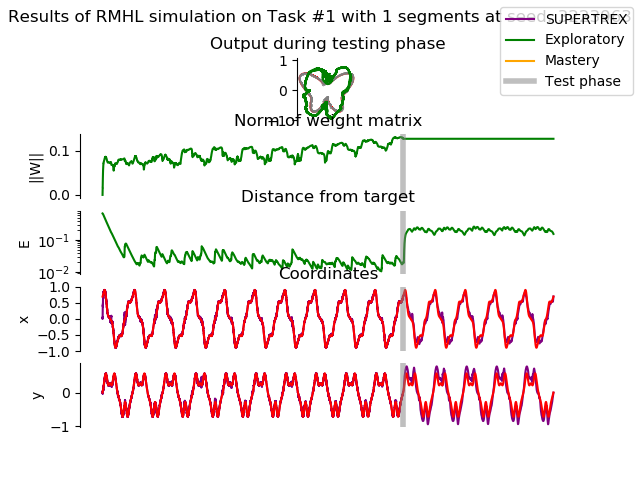 Results of RMHL simulation on Task #1 with 1 segments at seed
SUPERTREX
Exploratory
Mastery
Test phase
Output during testing phase
1
0
−1
Norm of weight matrix
||W||
0.1
0.0
Distance from target
E
10⁻¹
10⁻²
Coordinates
x
1.0
0.5
0.0
−0.5
−1.0
y
0
−1